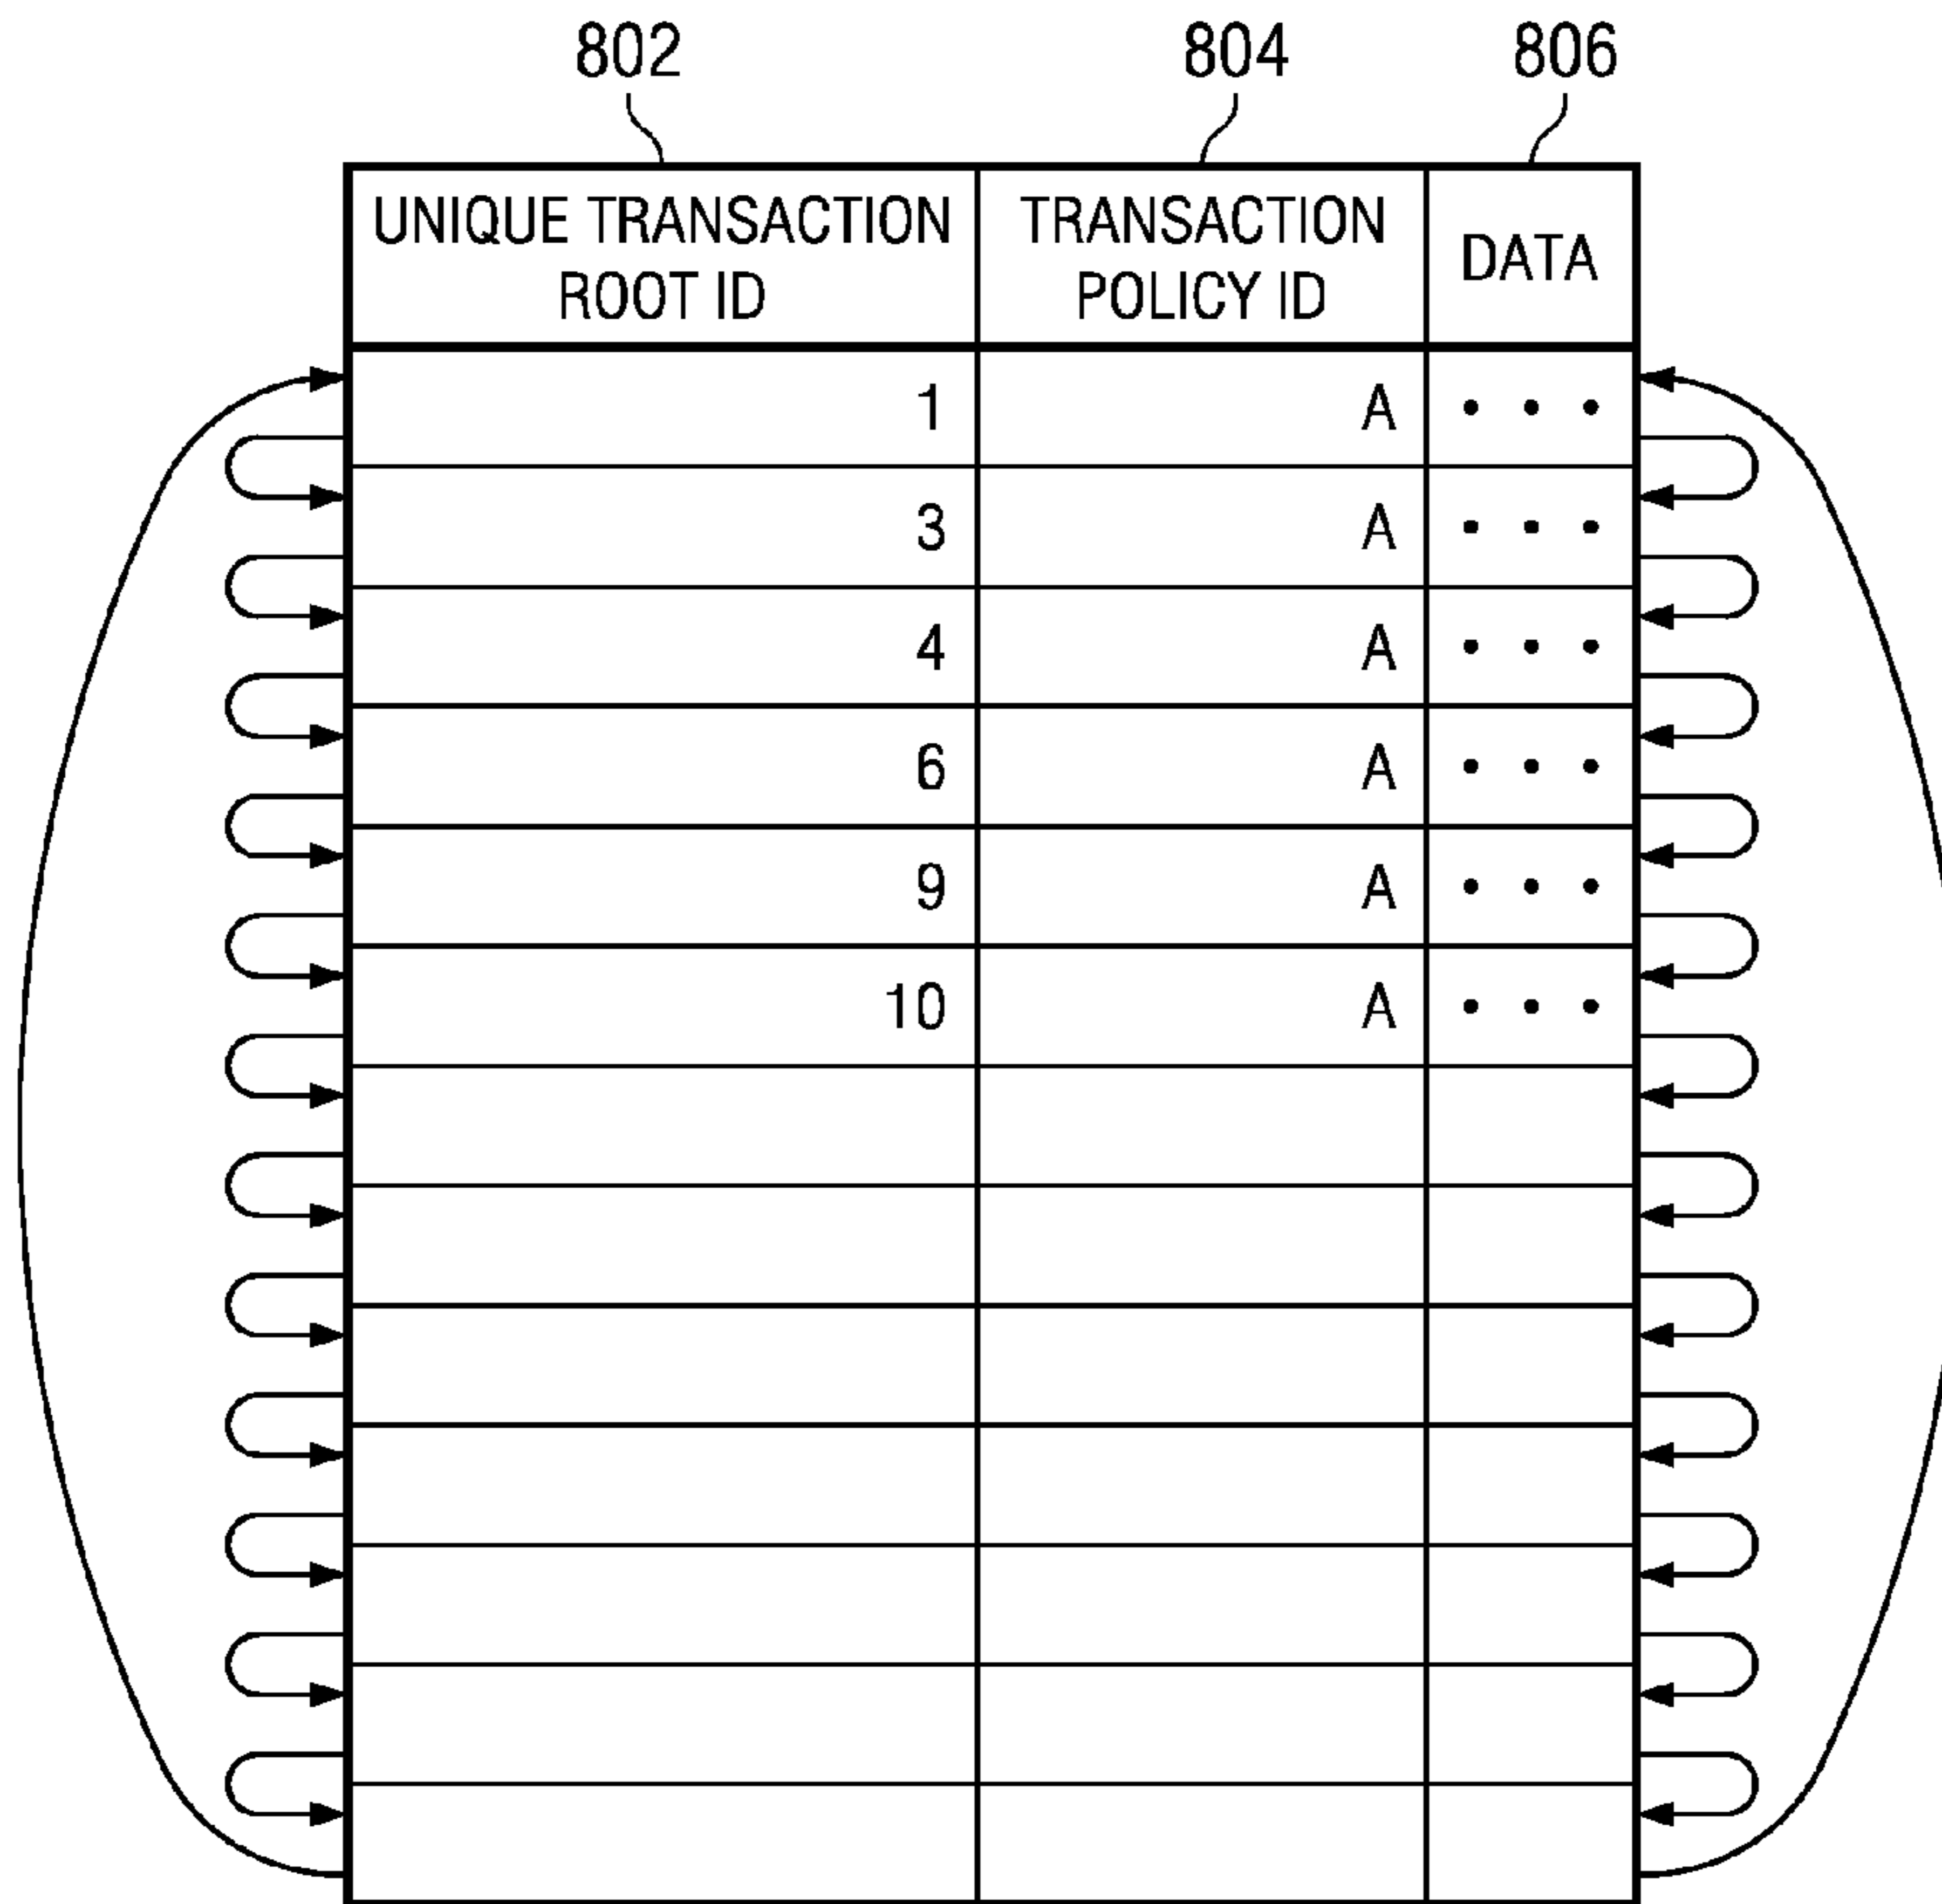 802 804 806
UNIQUE TRANSACTION TRANSACTION DATA
ROOT ID POLICY ID
1 A • • •
3 A • • •
4 A • • •
6 A • • •
9 A • • •
10 A • • •